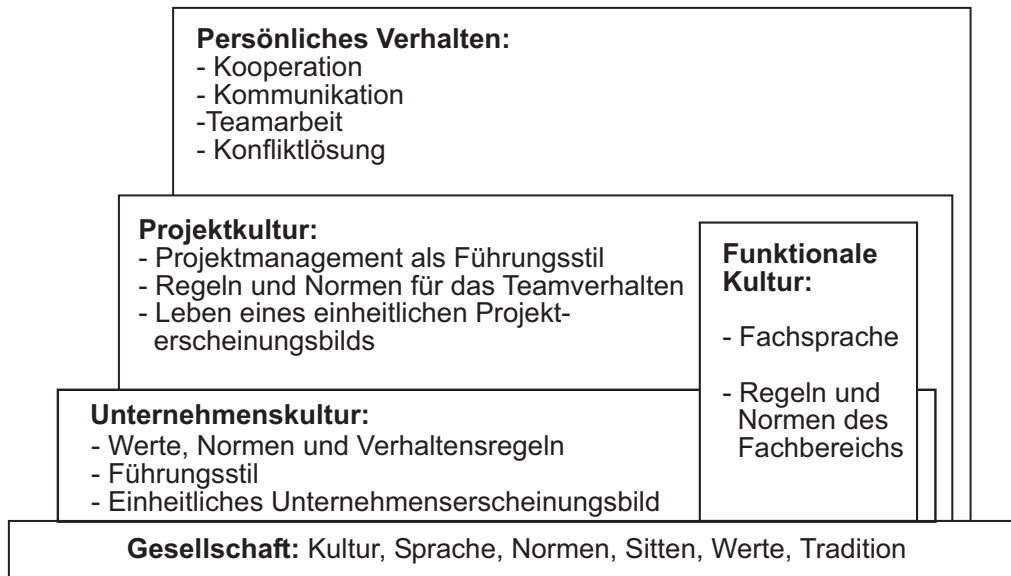 Persönliches Verhalten:
- Kooperation
- Kommunikation
-Teamarbeit
- Konfliktlösung
Projektkultur:
- Projektmanagement als Führungsstil
- Regeln und Normen für das Teamverhalten
- Leben eines einheitlichen Projekt-
erscheinungsbilds
Funktionale
Kultur:
- Fachsprache
- Regeln und
Normen des
Fachbereichs
Unternehmenskultur:
- Werte, Normen und Verhaltensregeln
- Führungsstil
- Einheitliches Unternehmenserscheinungsbild
Gesellschaft: Kultur, Sprache, Normen, Sitten, Werte, Tradition